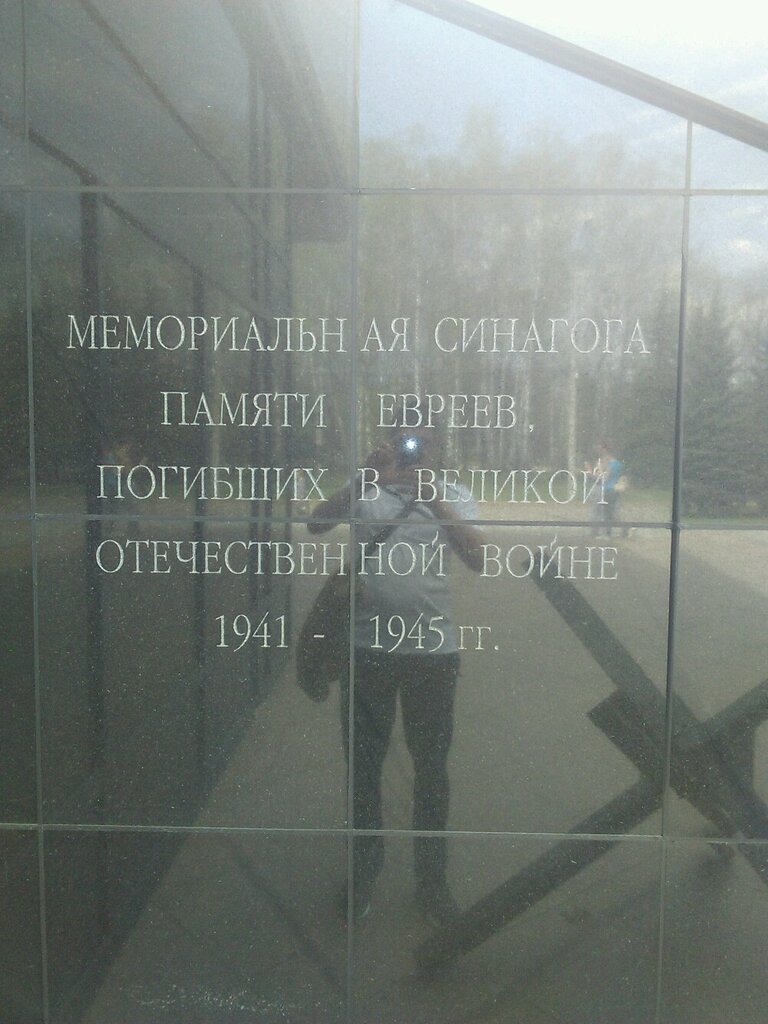 МЕМОРИАЛЬНАЯ СИНАГОГА
ПАМЯТИ ЕВРЕЕВ,
ПОГИБШИХ В ВЕЛИКОЙ
ОТЕЧЕСТВЕННОЙ ВОЙНЕ
1941 - 1945 гг.